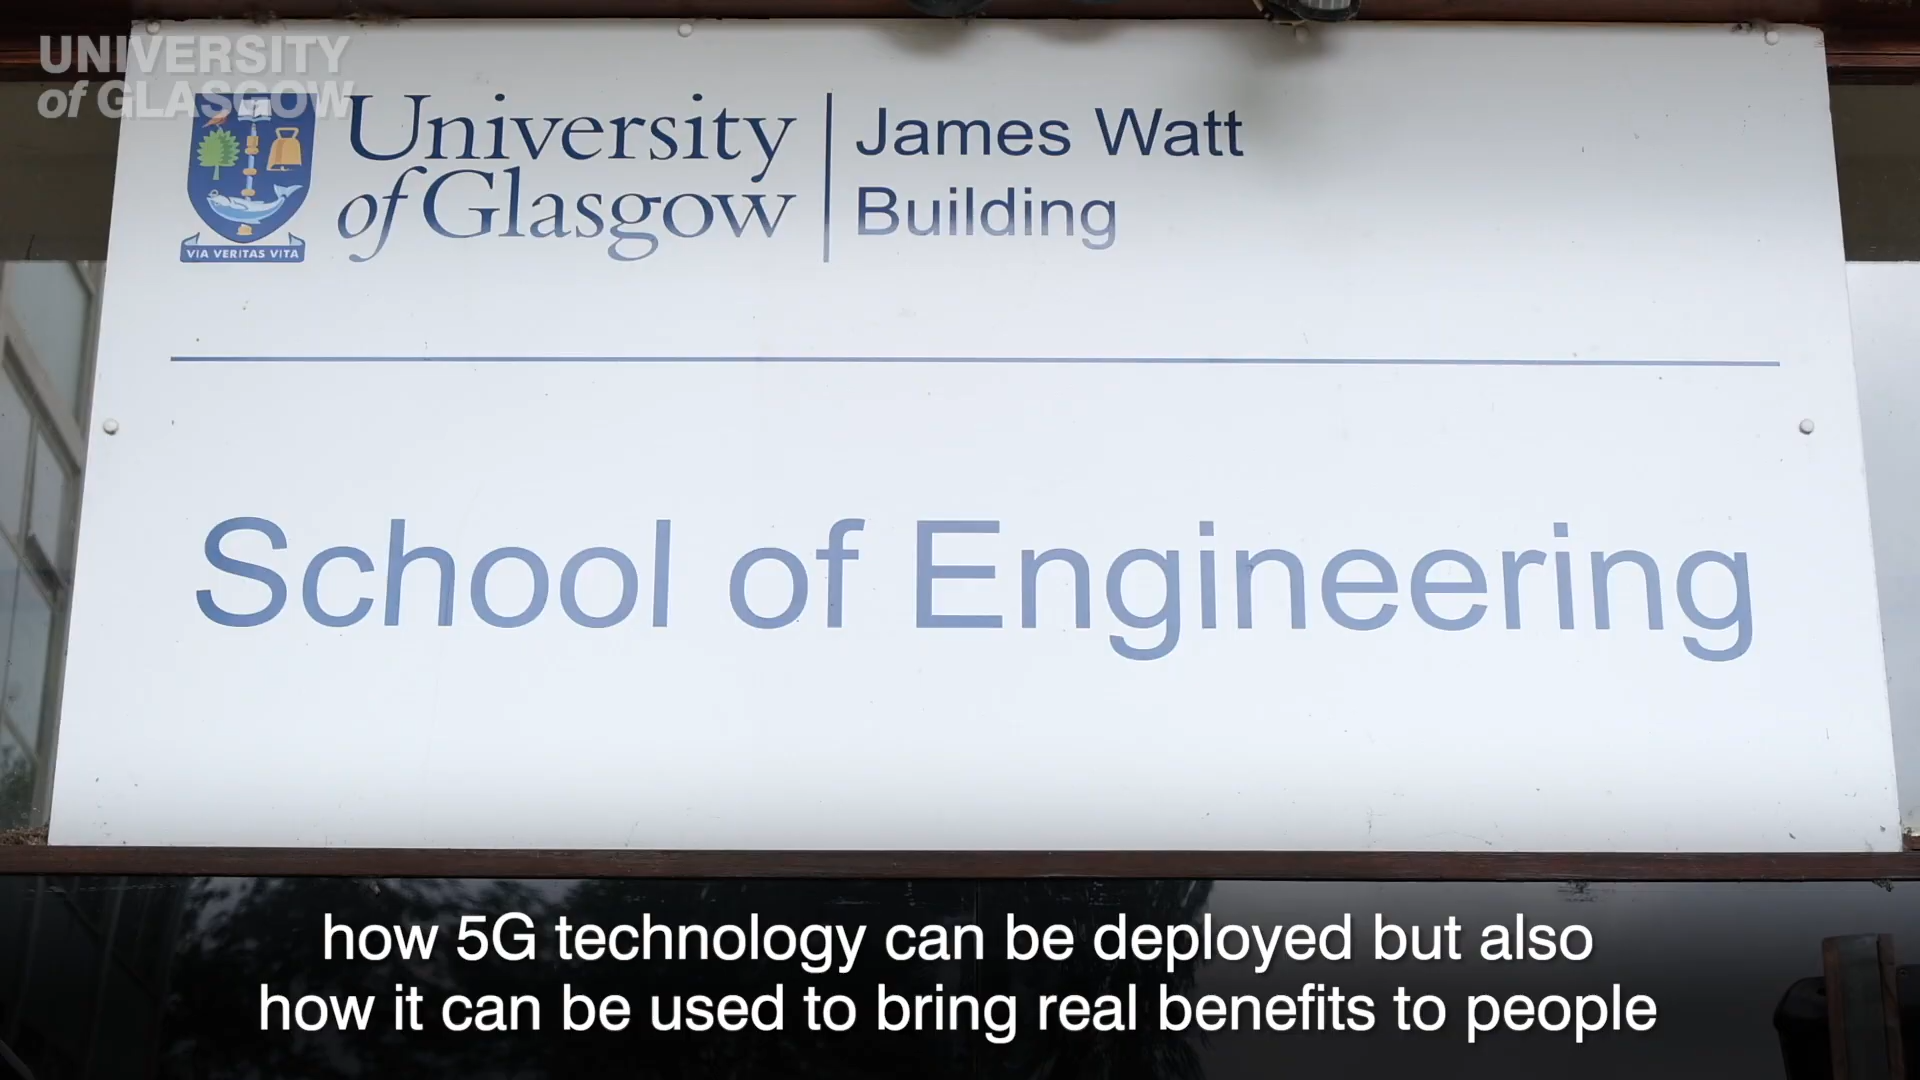 UNIVERSITY
of GLASGOW
University
of Glasgow
James Watt
Building
VIA VERITAS VITA
School of Engineering
how 5G technology can be deployed but also
how it can be used to bring real benefits to people